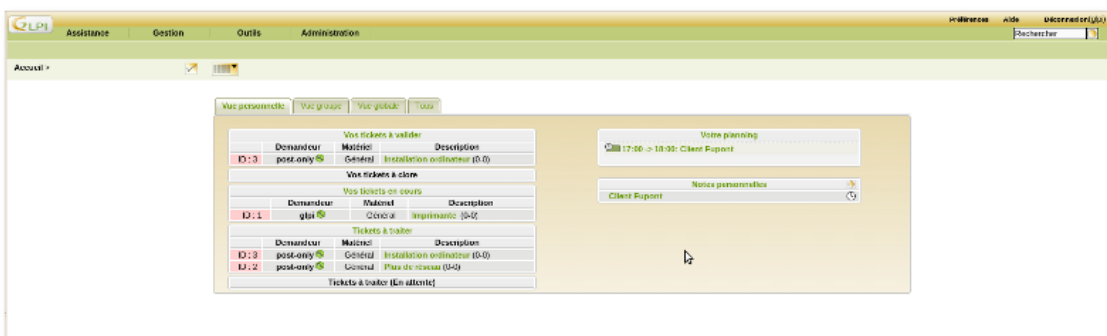 Préférences Aide Déconnexion(glpi)
GLPI Assistance Gestion Outils Administration Rechercher
Accueil >
Vue personnelle Vue groupe Vue globale Tous
Vos tickets à valider
Demandeur Matériel Description
ID : 3 post-only Général Installation ordinateur (0-0)
Vos tickets à clore
Vos tickets en cours
Demandeur Matériel Description
ID : 1 glpi Général Imprimante (0-0)
Tickets à traiter
Demandeur Matériel Description
ID : 3 post-only Général Installation ordinateur (0-0)
ID : 2 post-only Général Plus de réseau (0-0)
Tickets à traiter (En attente)
Votre planning
17:00 -> 18:00: Client Fupont
Notes personnelles
Client Fupont